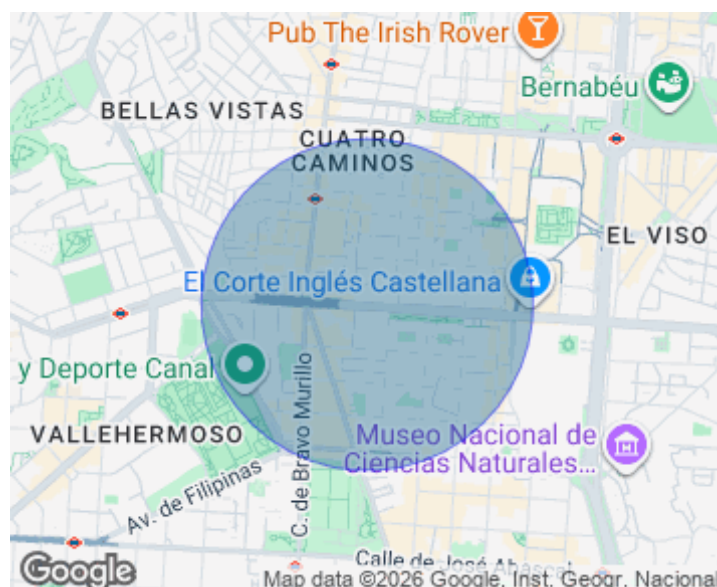 Pub The Irish Rover
Bernabéu
BELLAS VISTAS
CUATRO
CAMINOS
EL VISO
El Corte Inglés Castellana
y Deporte Canal
C. de Bravo Murillo
VALLEHERMOSO
Museo Nacional de
Ciencias Naturales...
Av. de Filipinas
Calle de José Abascal
Google
Map data ©2026 Google, Inst. Geogr. Nacional